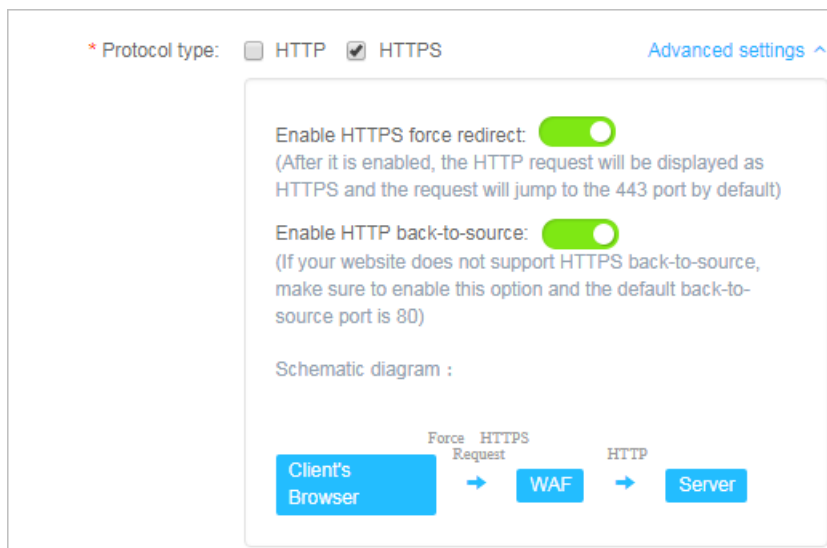 * Protocol type: HTTP HTTPS Advanced settings
Enable HTTPS force redirect:
(After it is enabled, the HTTP request will be displayed as
HTTPS and the request will jump to the 443 port by default)
Enable HTTP back-to-source:
(If your website does not support HTTPS back-to-source,
make sure to enable this option and the default back-to-
source port is 80)
Schematic diagram :
Force HTTPS
Request
HTTP
Client's
Browser
WAF
Server